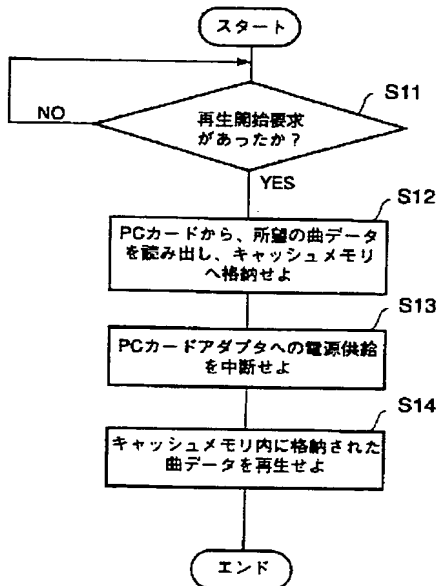 スタート
S11
再生開始要求
があったか？
NO
YES
S12
PCカードから、所望の曲データ
を読み出し、キャッシュメモリ
へ格納せよ
S13
PCカードアダプタへの電源供給
を中断せよ
S14
キャッシュメモリ内に格納された
曲データを再生せよ
エンド